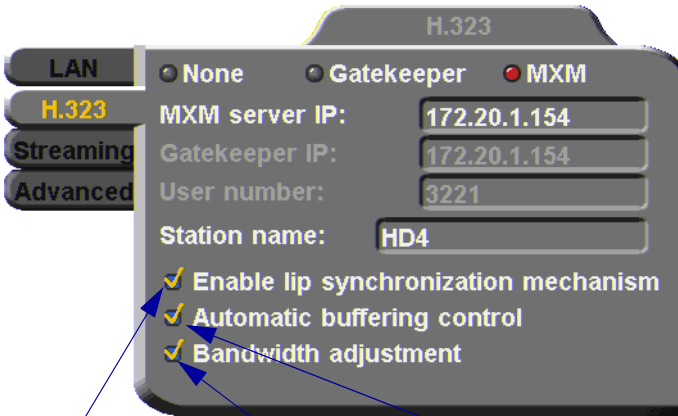 H.323
LAN
H.323
Streaming
Advanced
None Gatekeeper MXM
MXM server IP: 172.20.1.154
Gatekeeper IP: 172.20.1.154
User number: 3221
Station name: HD4
Enable lip synchronization mechanism
Automatic buffering control
Bandwidth adjustment